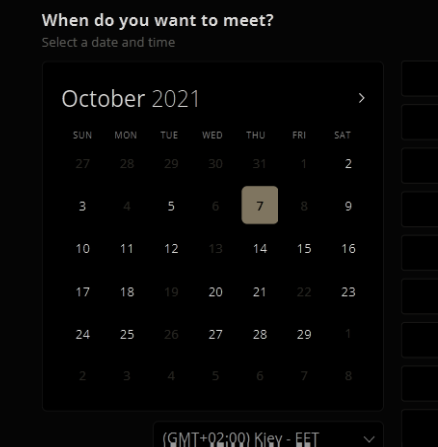 When do you want to meet?
Select a date and time
October 2021
SUN MON TUE WED THU FRI SAT
27 28 29 30 31 1 2
3 4 5 6 7 8 9
10 11 12 13 14 15 16
17 18 19 20 21 22 23
24 25 26 27 28 29 1
2 3 4 5 6 7 8
(GMT+02:00) Kiev - EET